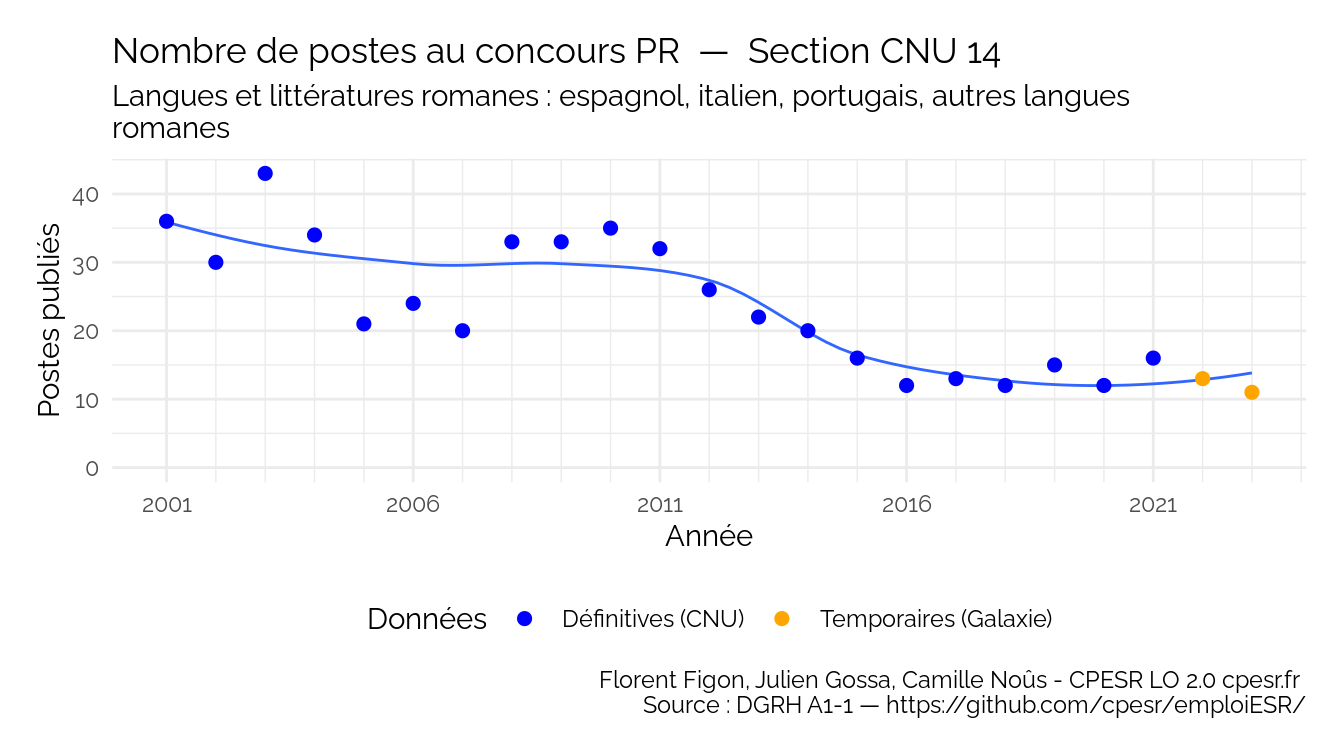 Nombre de postes au concours PR — Section CNU 14
Langues et littératures romanes : espagnol, italien, portugais, autres langues
romanes
Postes publiés
40
30
20
10
0
2001 2006 2011 2016 2021
Année
Données Définitives (CNU) Temporaires (Galaxie)
Florent Figon, Julien Gossa, Camille Noûs - CPESR LO 2.0 cpesr.fr
Source : DGRH A1-1 — https://github.com/cpesr/emploiESR/